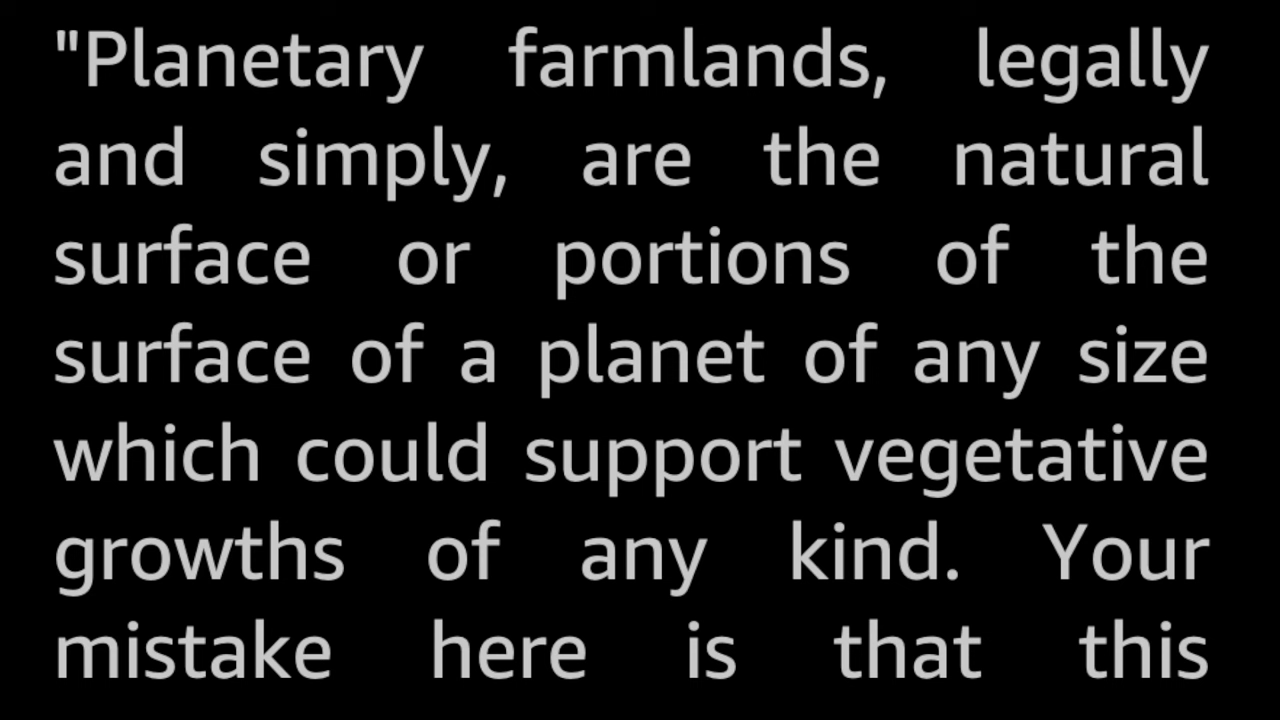 "Planetary farmlands, legally
and simply, are the natural
surface or portions of the
surface of a planet of any size
which could support vegetative
growths of any kind. Your
mistake here is that this